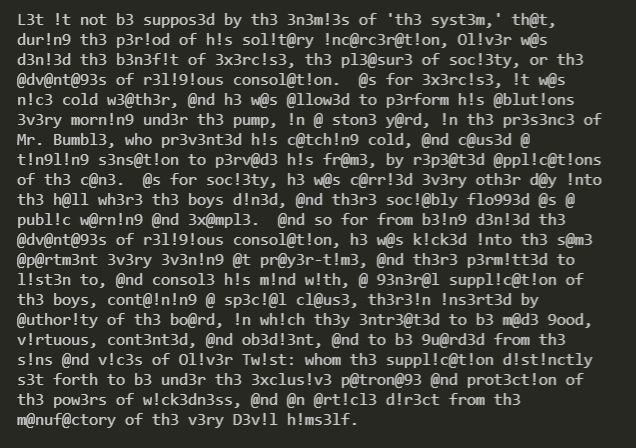 L3t !t not b3 suppos3d by th3 3n3m!3s of 'th3 syst3m,' th@t,
dur!n9 th3 p3r!od of h!s sol!t@ry !nc@rc3r@t!on, Ol!v3r w@s
d3n!3d th3 b3n3f!t of 3x3rc!s3, th3 pl3@sur3 of soc!3ty, or th3
@dv@nt@93s of r3l!9!ous consol@t!on.  @s for 3x3rc!s3, !t w@s
n!c3 cold w3@th3r, @nd h3 w@s @llow3d to p3rform h!s @blut!ons
3v3ry morn!n9 und3r th3 pump, !n @ ston3 y@rd, !n th3 pr3s3nc3 of
Mr. Bumbl3, who pr3v3nt3d h!s c@tch!n9 cold, @nd c@us3d @
t!n9l!n9 s3ns@t!on to p3rv@d3 h!s fr@m3, by r3p3@t3d @ppl!c@t!ons
of th3 c@n3.  @s for soc!3ty, h3 w@s c@rr!3d 3v3ry oth3r d@y !nto
th3 h@ll wh3r3 th3 boys d!n3d, @nd th3r3 soc!@bly flo993d @s @
publ!c w@rn!n9 @nd 3x@mpl3.  @nd so for from b3!n9 d3n!3d th3
@dv@nt@93s of r3l!9!ous consol@t!on, h3 w@s k!ck3d !nto th3 s@m3
@p@rtm3nt 3v3ry 3v3n!n9 @t pr@y3r-t!m3, @nd th3r3 p3rm!tt3d to
l!st3n to, @nd consol3 h!s m!nd w!th, @ 93n3r@l suppl!c@t!on of
th3 boys, cont@!n!n9 @ sp3c!@l cl@us3, th3r3!n !ns3rt3d by
@uthor!ty of th3 bo@rd, !n wh!ch th3y 3ntr3@t3d to b3 m@d3 9ood,
v!rtuous, cont3nt3d, @nd ob3d!3nt, @nd to b3 9u@rd3d from th3
s!ns @nd v!c3s of Ol!v3r Tw!st: whom th3 suppl!c@t!on d!st!nctly
s3t forth to b3 und3r th3 3xclus!v3 p@tron@93 @nd prot3ct!on of
th3 pow3rs of w!ck3dn3ss, @nd @n @rt!cl3 d!r3ct from th3
m@nuf@ctory of th3 v3ry D3v!l h!ms3lf.